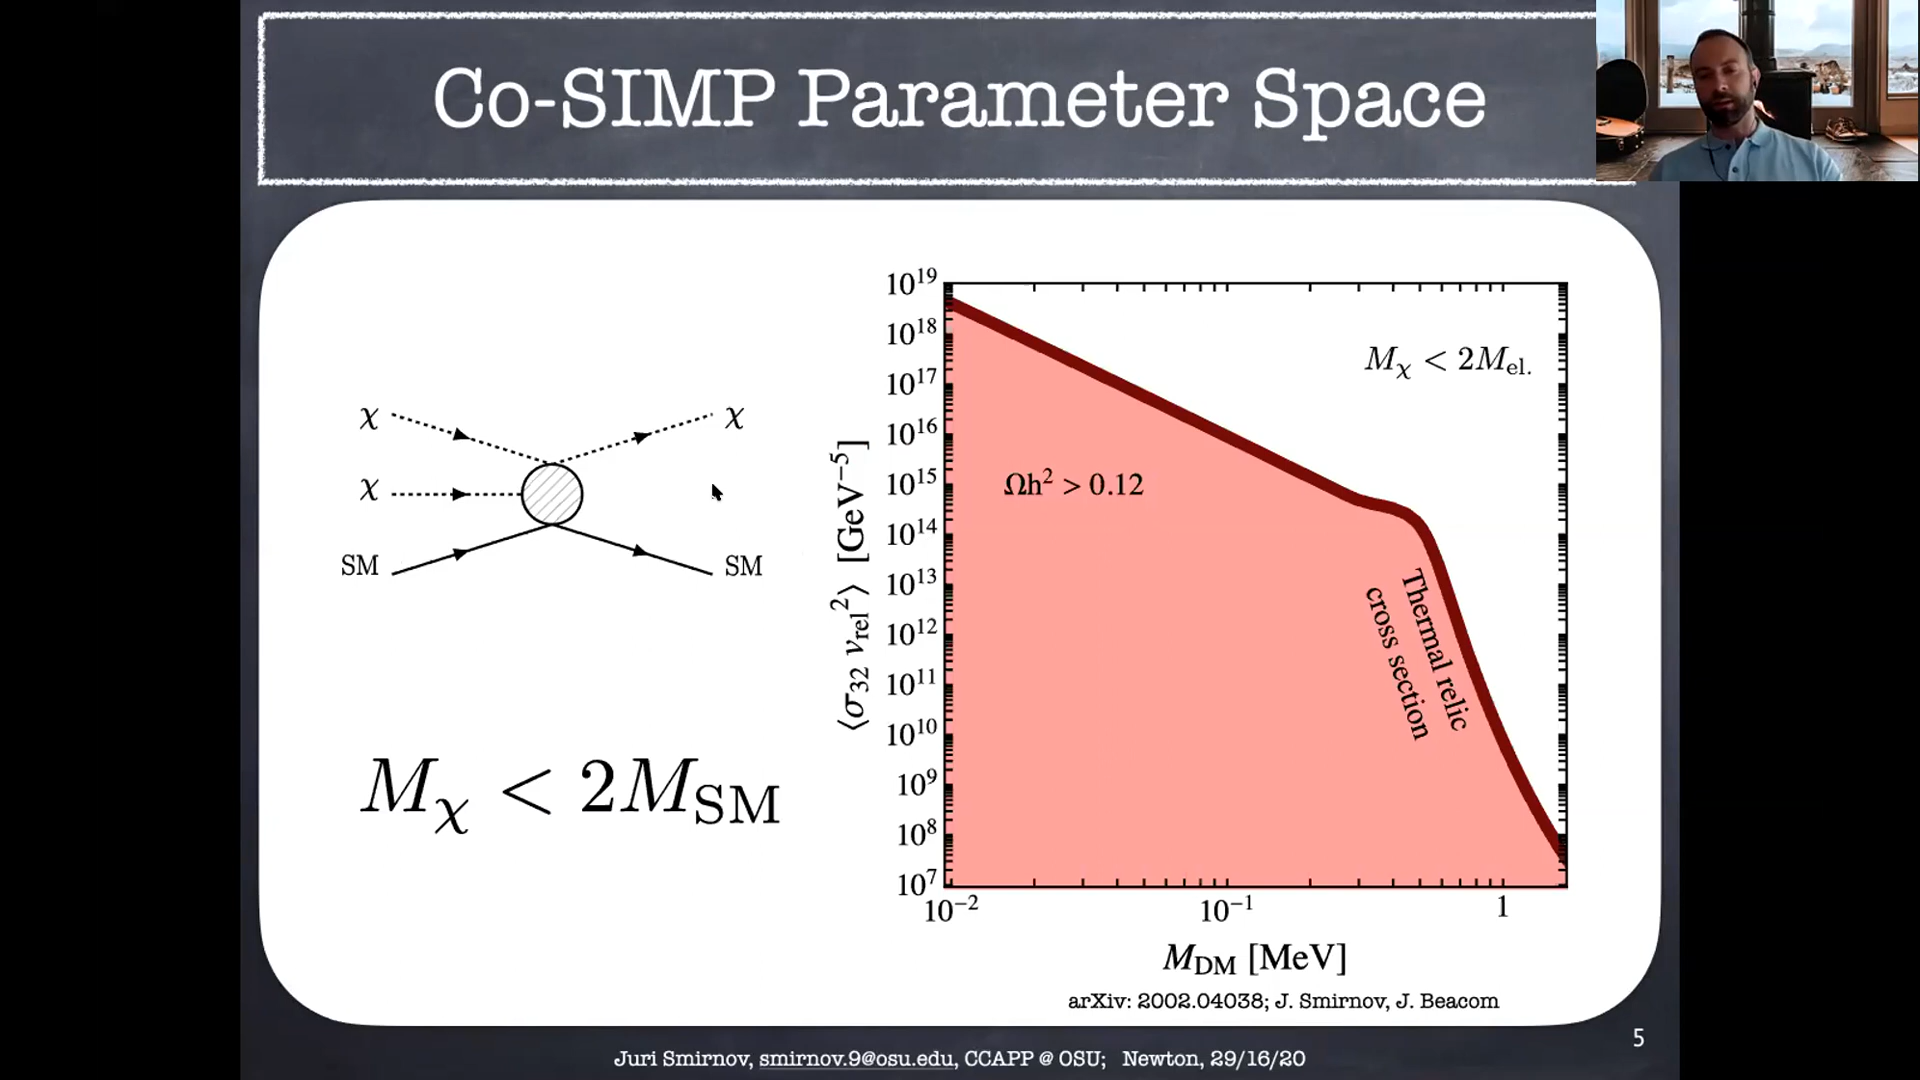 Co-SIMP Parameter Space
χ
χ
SM
χ
SM
M_χ < 2M_SM
10^19
10^18
10^17
10^16
10^15
10^14
10^13
10^12
10^11
10^10
10^9
10^8
10^7
⟨σ_32 v_rel^2⟩ [GeV^-5]
M_χ < 2M_el.
Ωh^2 > 0.12
Thermal relic
cross section
10^-2
10^-1
1
M_DM [MeV]
arXiv: 2002.04038; J. Smirnov, J. Beacom
5
Juri Smirnov, smirnov.9@osu.edu, CCAPP @ OSU; Newton, 29/16/20